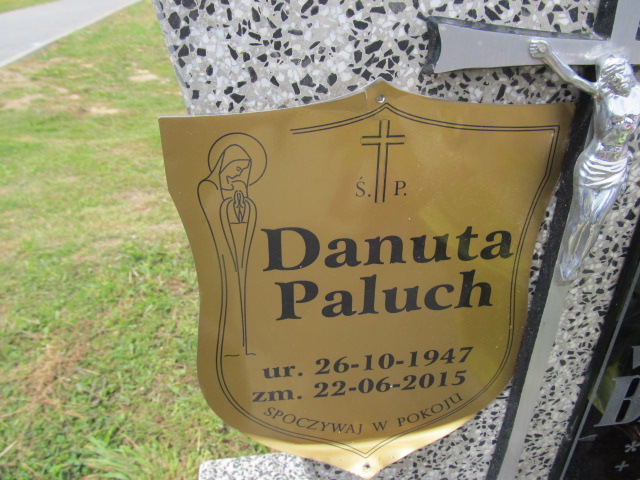 Ś. P.
Danuta
Paluch
ur. 26-10-1947
zm. 22-06-2015
SPOCZYWAJ W POKOJU